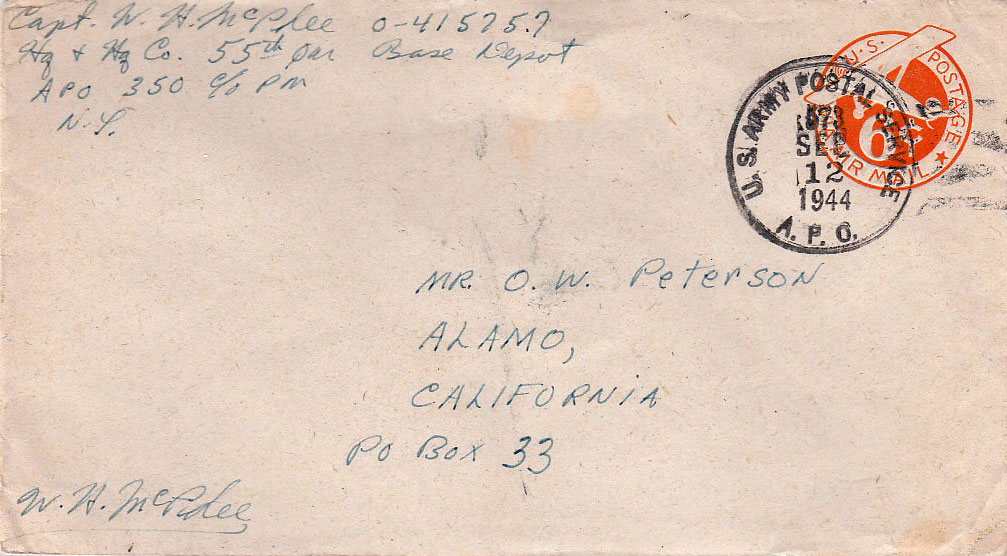 Capt. W. H. McPhee 0-415757
Hq & Hq Co. 55th QM Base Depot
APO 350 c/o PM
N.Y.
U.S. POSTAGE
6¢
AIR MAIL
U.S. ARMY POSTAL SERVICE
SEP
12
1944
A.P.O.
MR. O. W. Peterson
ALAMO,
CALIFORNIA
PO BOX 33
W. H. McPhee